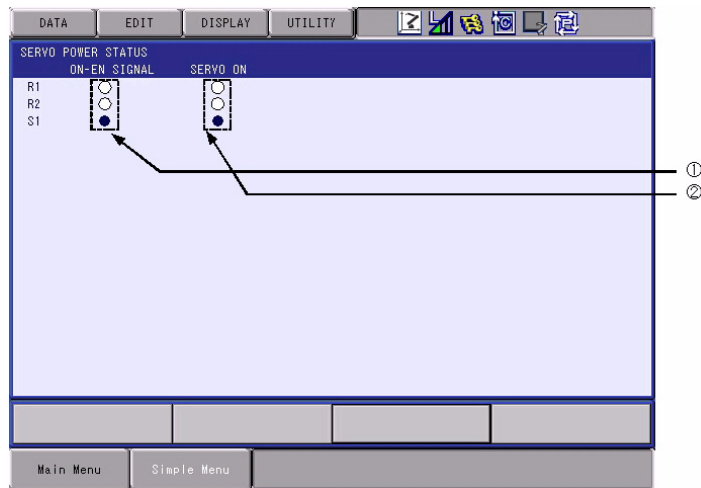 DATA EDIT DISPLAY UTILITY
SERVO POWER STATUS
ON-EN SIGNAL SERVO ON
R1
R2
S1
①
②
Main Menu Simple Menu